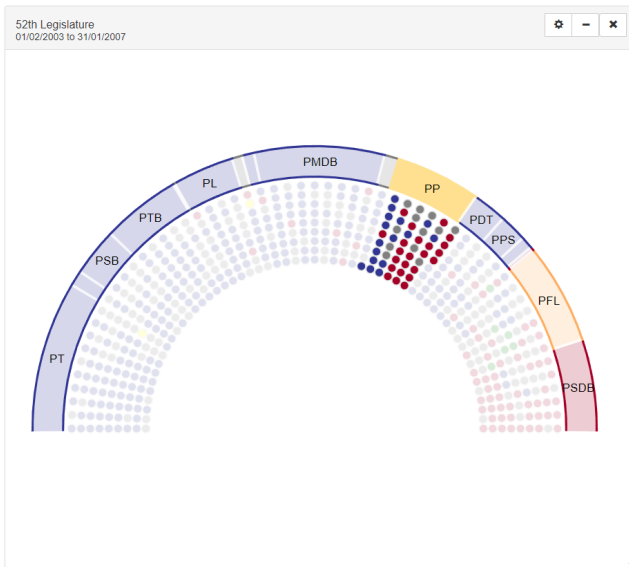 52th Legislature
01/02/2003 to 31/01/2007
PMDB
PL
PP
PTB
PDT
PPS
PSB
PFL
PT
PSDB